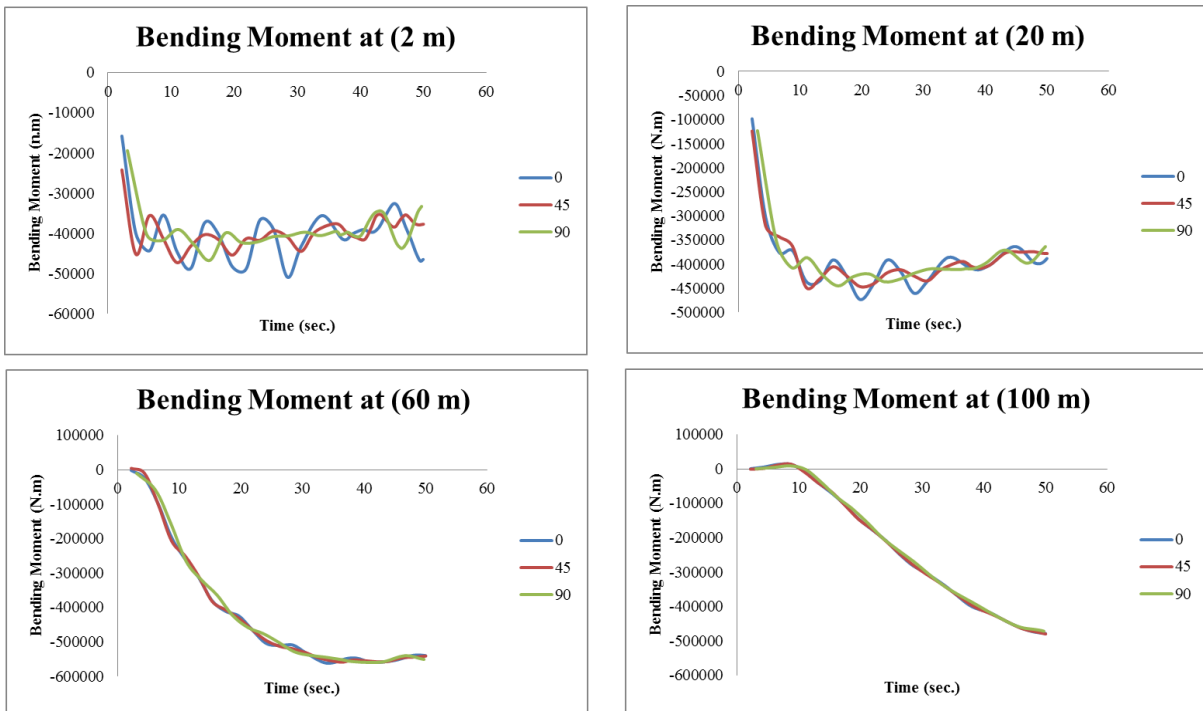 Bending Moment at (2 m)
0
0 10 20 30 40 50 60
-10000
-20000
-30000
-40000
-50000
-60000
Bending Moment (n.m)
Time (sec.)
0
45
90
Bending Moment at (20 m)
0
0 10 20 30 40 50 60
-50000
-100000
-150000
-200000
-250000
-300000
-350000
-400000
-450000
-500000
Bending Moment (N.m)
Time (sec.)
0
45
90
Bending Moment at (60 m)
100000
0
0 10 20 30 40 50 60
-100000
-200000
-300000
-400000
-500000
-600000
Bending Moment (N.m)
Time (sec.)
0
45
90
Bending Moment at (100 m)
100000
0
0 10 20 30 40 50 60
-100000
-200000
-300000
-400000
-500000
-600000
Bending Moment (N.m)
Time (sec.)
0
45
90